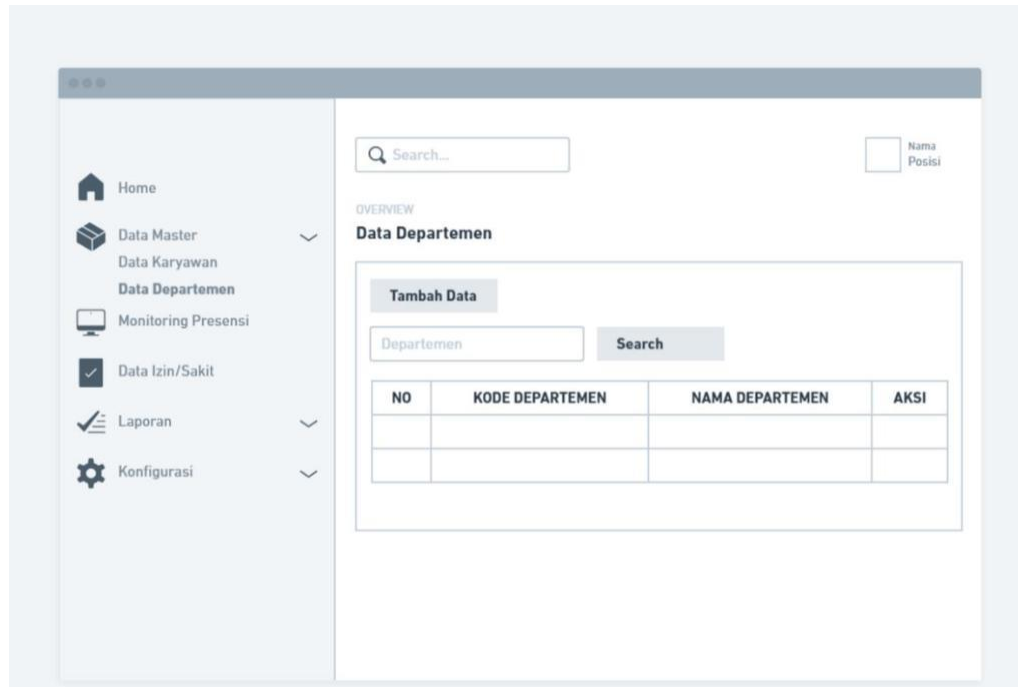 Home
Data Master
Data Karyawan
Data Departemen
Monitoring Presensi
Data Izin/Sakit
Laporan
Konfigurasi
Search...
Nama
Posisi
OVERVIEW
Data Departemen
Tambah Data
Departemen
Search
NO KODE DEPARTEMEN NAMA DEPARTEMEN AKSI